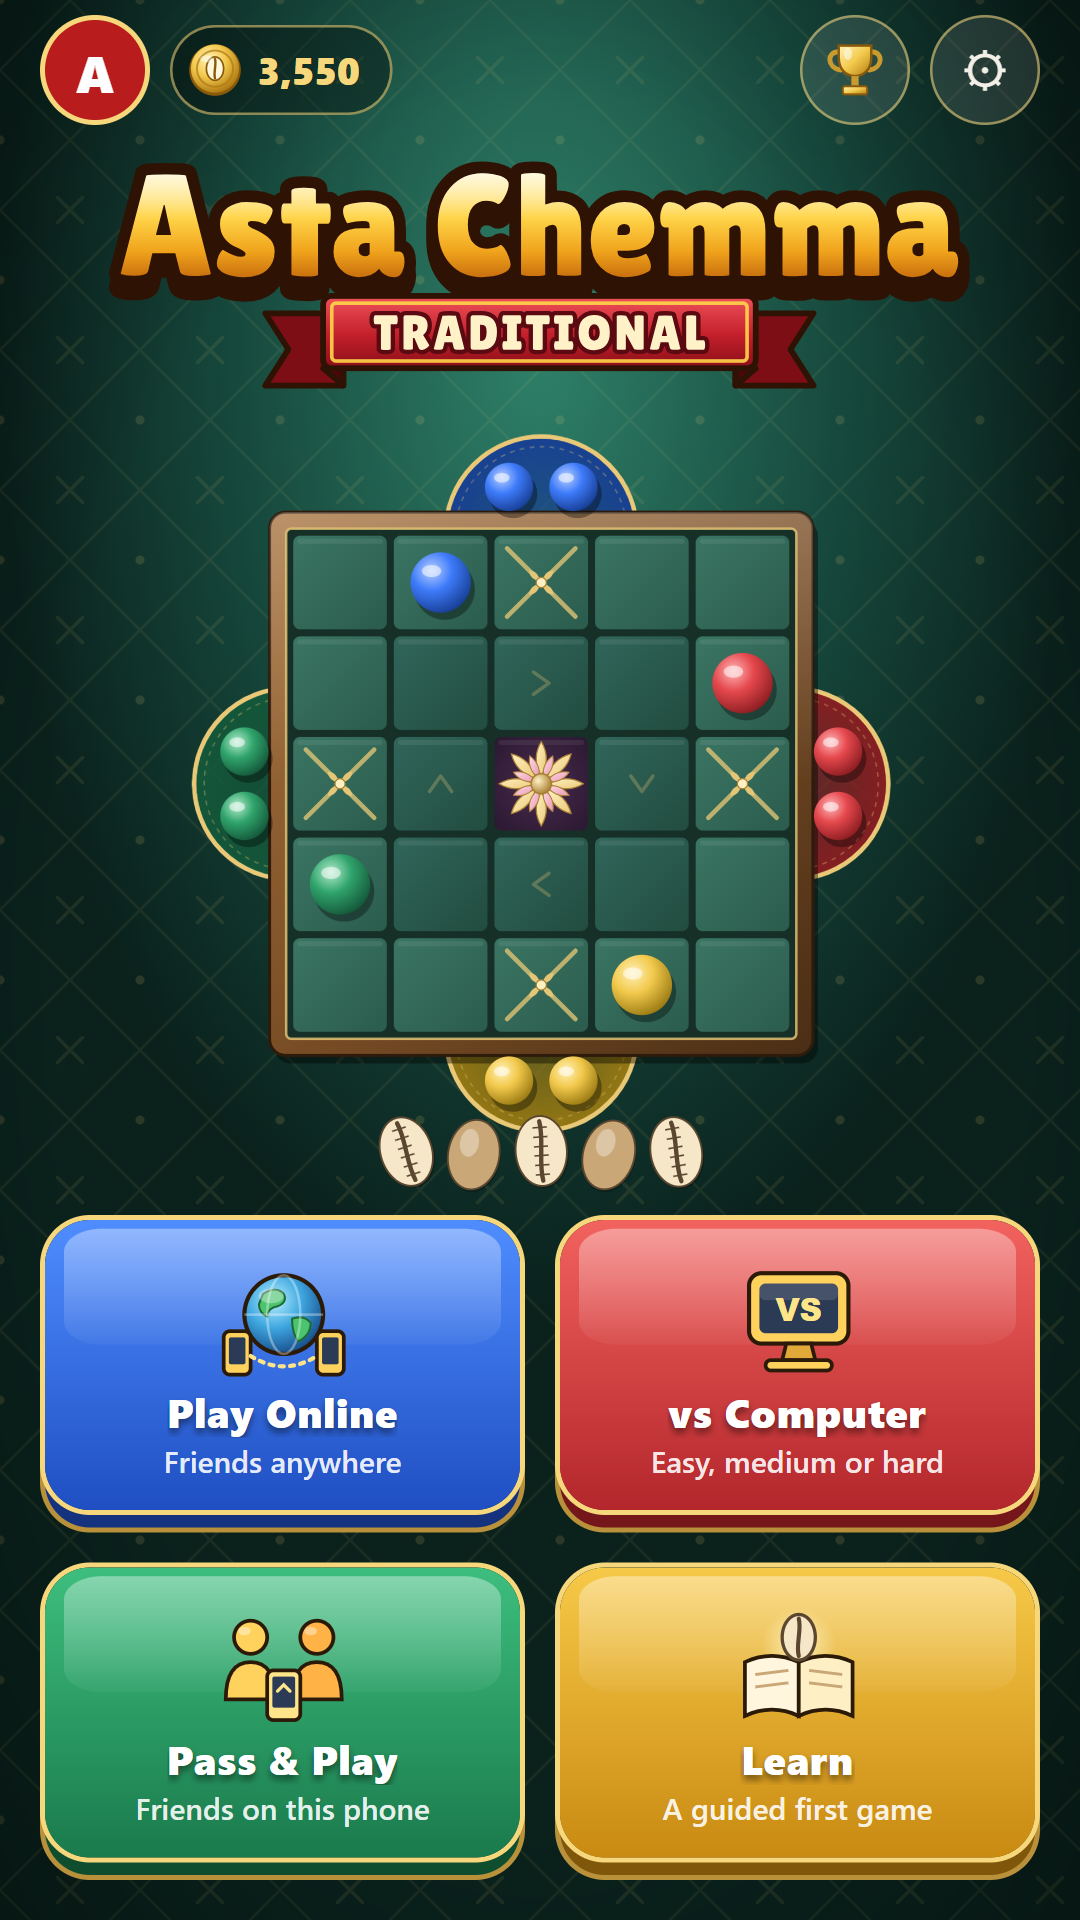 A
3,550
Asta Chemma
TRADITIONAL
VS
Play Online
Friends anywhere
vs Computer
Easy, medium or hard
Pass & Play
Friends on this phone
Learn
A guided first game